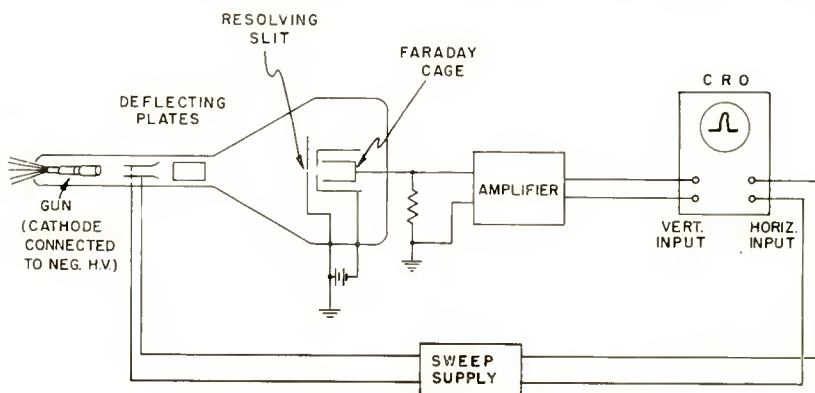 RESOLVING
SLIT
FARADAY
CAGE
C R O
DEFLECTING
PLATES
GUN
(CATHODE
CONNECTED
TO NEG. H.V.)
AMPLIFIER
VERT.
INPUT
HORIZ.
INPUT
SWEEP
SUPPLY